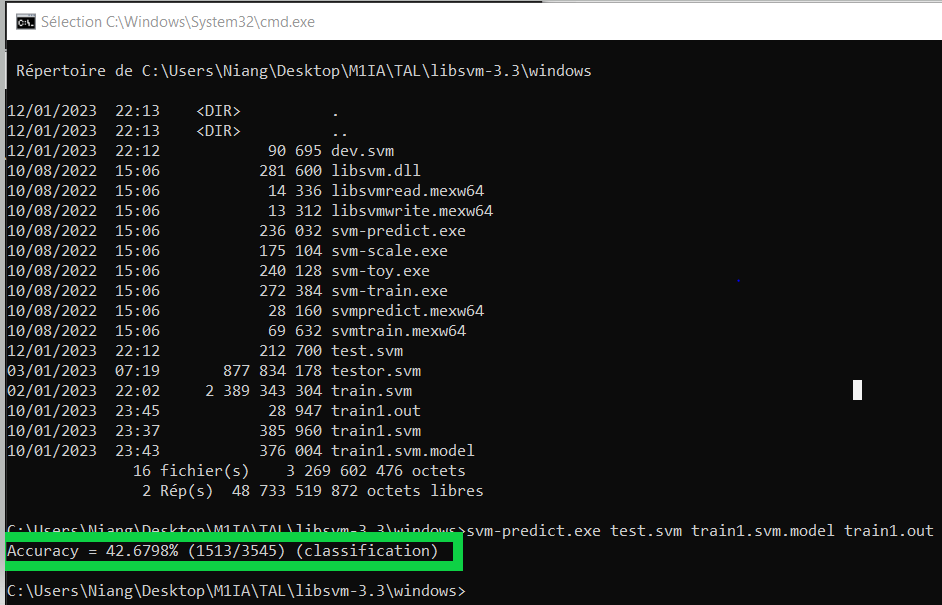 Sélection C:\Windows\System32\cmd.exe
Répertoire de C:\Users\Niang\Desktop\M1IA\TAL\libsvm-3.3\windows
12/01/2023  22:13    <DIR>          .
12/01/2023  22:13    <DIR>          ..
12/01/2023  22:12            90 695 dev.svm
10/08/2022  15:06           281 600 libsvm.dll
10/08/2022  15:06            14 336 libsvmread.mexw64
10/08/2022  15:06            13 312 libsvmwrite.mexw64
10/08/2022  15:06           236 032 svm-predict.exe
10/08/2022  15:06           175 104 svm-scale.exe
10/08/2022  15:06           240 128 svm-toy.exe
10/08/2022  15:06           272 384 svm-train.exe
10/08/2022  15:06            28 160 svmpredict.mexw64
10/08/2022  15:06            69 632 svmtrain.mexw64
12/01/2023  22:12           212 700 test.svm
03/01/2023  07:19       877 834 178 testor.svm
02/01/2023  22:02     2 389 343 304 train.svm
10/01/2023  23:45            28 947 train1.out
10/01/2023  23:37           385 960 train1.svm
10/01/2023  23:43           376 004 train1.svm.model
16 fichier(s)    3 269 602 476 octets
2 Rép(s)  48 733 519 872 octets libres
C:\Users\Niang\Desktop\M1IA\TAL\libsvm-3.3\windows>svm-predict.exe test.svm train1.svm.model train1.out
Accuracy = 42.6798% (1513/3545) (classification)
C:\Users\Niang\Desktop\M1IA\TAL\libsvm-3.3\windows>